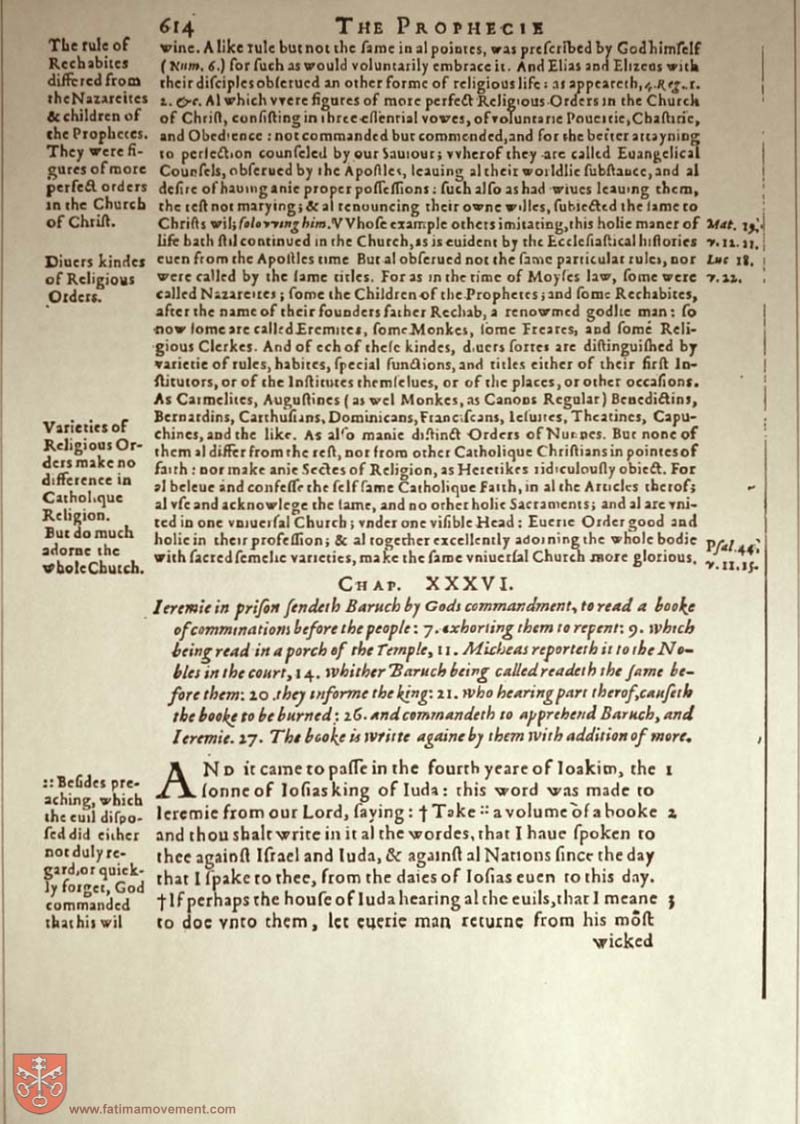 614 THE PROPHECIE
The rule of
Rechabites
differed from
the Nazareites
& children of
the Prophetes.
They were fi-
gures of more
perfect orders
in the Church
of Christ.
Diuers kindes
of Religious
Orders.
Varieties of
Religious Or-
ders make no
difference in
Catholique
Religion.
But do much
adorne the
whole Church.
wine. A like rule but not the same in al pointes, was prescribed by God himself
(Num. 6.) for such as would voluntarily embrace it. And Elias and Elizeus with
their disciples obserued an other forme of religious life: as appeareth, 4. Reg. 1.
2. &c. Al which vvere figures of more perfect Religious Orders in the Church
of Christ, consisting in three essential vowes, of voluntarie Pouertie, Chastitie,
and Obedience: not commanded but commended, and for the better attayning
to perfection counseled by our Sauiour; vvherof they are called Euangelical
Counsels, obserued by the Apostles, leauing al their worldlie substance, and al
desire of hauing anie proper possessions: such also as had wiues leauing them,
the rest not marying; & al renouncing their owne willes, subiected the same to
Christs wil; folovving him. VVhose example others imitating, this holie maner of
life hath stil continued in the Church, as is euident by the Ecclesiastical histories
euen from the Apostles time But al obserued not the same particular rules, nor
were called by the same titles. For as in the time of Moyses law, some were
called Nazareites; some the Children of the Prophetes; and some Rechabites,
after the name of their founders father Rechab, a renowmed godlie man: so
now some are called Eremites, some Monkes, some Freares, and some Reli-
gious Clerkes. And of ech of these kindes, diuers sortes are distinguished by
varietie of rules, habites, special functions, and titles either of their first In-
stitutors, or of the Institutes themselues, or of the places, or other occasions.
As Carmelites, Augustines (as wel Monkes, as Canons Regular) Benedictins,
Bernardins, Carthusians, Dominicans, Franciscans, Iesuites, Theatines, Capu-
chines, and the like. As also manie distinct Orders of Nunnes. But none of
them al differ from the rest, nor from other Catholique Christians in pointes of
faith: nor make anie Sectes of Religion, as Heretikes ridiculously obiect. For
al beleue and confesse the self same Catholique Faith, in al the Articles therof;
al vse and acknowlege the same, and no other holie Sacraments; and al are vni-
ted in one vniuersal Church; vnder one visible Head: Euerie Order good and
holie in their profession; & al together excellently adorning the whole bodie
with sacred semelie varieties, make the same vniuersal Church more glorious.
Mat. 19.
v. 12. 21.
Luc 18.
v. 22.
Psal. 44.
v. 11. 15.
CHAP. XXXVI.
Ieremie in prison sendeth Baruch by Gods commandment, to read a booke
of comminations before the people: 7. exhorting them to repent: 9. which
being read in a porch of the Temple, 11. Micheas reporteth it to the No-
bles in the court, 14. whither Baruch being called readeth the same be-
fore them: 20. they informe the king: 21. who hearing part therof, causeth
the booke to be burned: 26. and commandeth to apprehend Baruch, and
Ieremie. 27. The booke is writte againe by them with addition of more.
AND it came to passe in the fourth yeare of Ioakim, the 1
sonne of Iosias king of Iuda: this word was made to
Ieremie from our Lord, saying: † Take :: a volume of a booke 2
and thou shalt write in it al the wordes, that I haue spoken to
thee against Israel and Iuda, & against al Nations since the day
that I spake to thee, from the daies of Iosias euen to this day.
† If perhaps the house of Iuda hearing al the euils, that I meane 3
to doe vnto them, let euerie man returne from his most
wicked
:: Besides pre-
aching, which
the euil dispo-
sed did either
not duly re-
gard, or quick-
ly forget, God
commanded
that his wil
www.fatimamovement.com